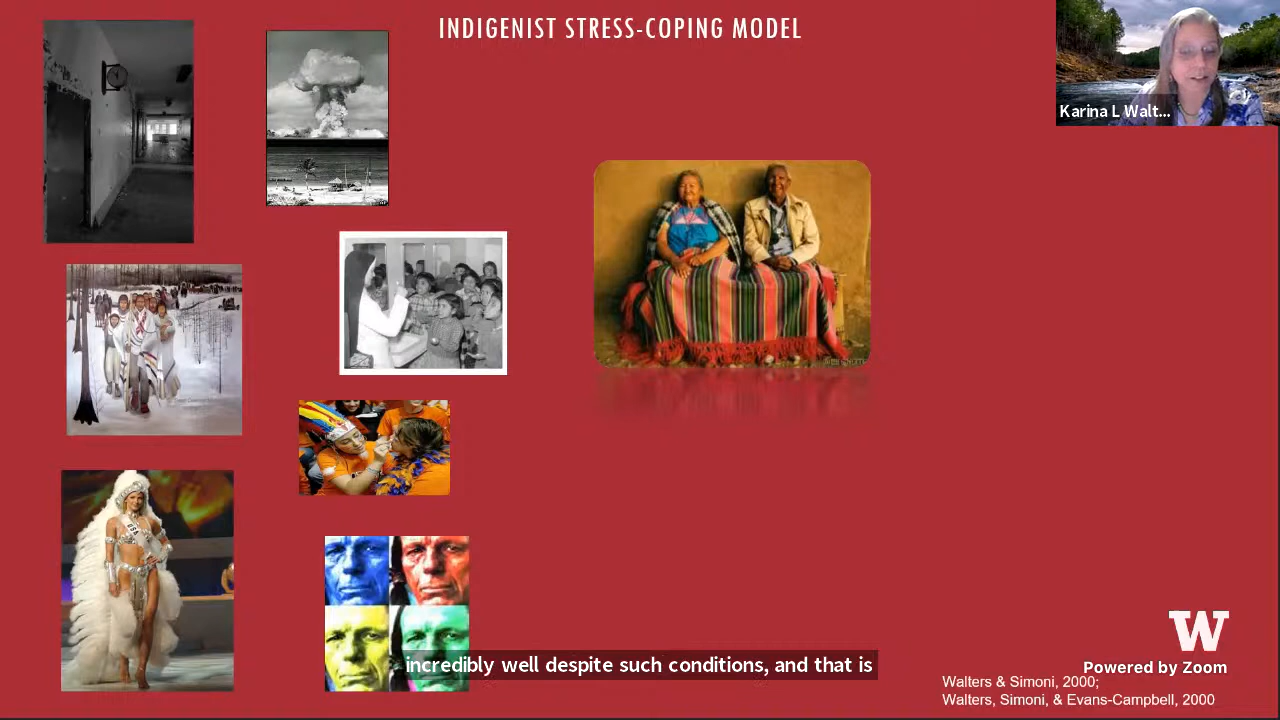 INDIGENIST STRESS-COPING MODEL
Karina L Walt...
USA
incredibly well despite such conditions, and that is
W
Powered by Zoom
Walters & Simoni, 2000;
Walters, Simoni, & Evans-Campbell, 2000